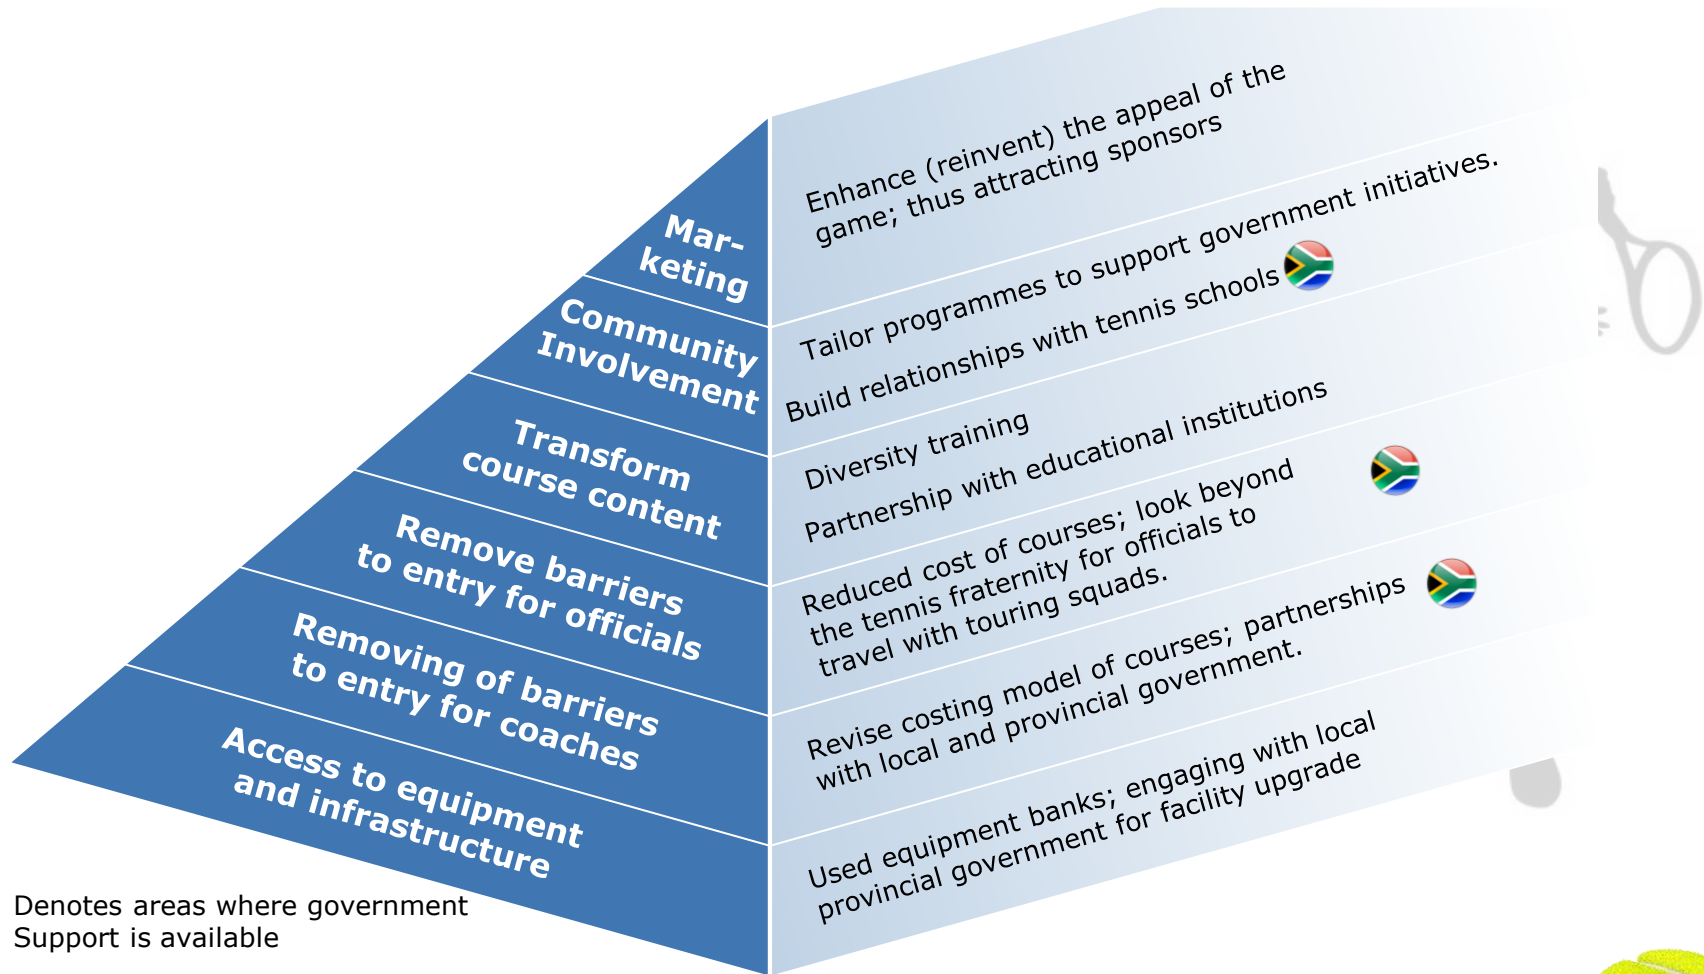 Mar-
keting
Enhance (reinvent) the appeal of the
game; thus attracting sponsors
Community
Involvement
Tailor programmes to support government initiatives.
Build relationships with tennis schools
Transform
course content
Diversity training
Partnership with educational institutions
Remove barriers
to entry for officials
Reduced cost of courses; look beyond
the tennis fraternity for officials to
travel with touring squads.
Removing of barriers
to entry for coaches
Revise costing model of courses; partnerships
with local and provincial government.
Access to equipment
and infrastructure
Used equipment banks; engaging with local
provincial government for facility upgrade
Denotes areas where government
Support is available